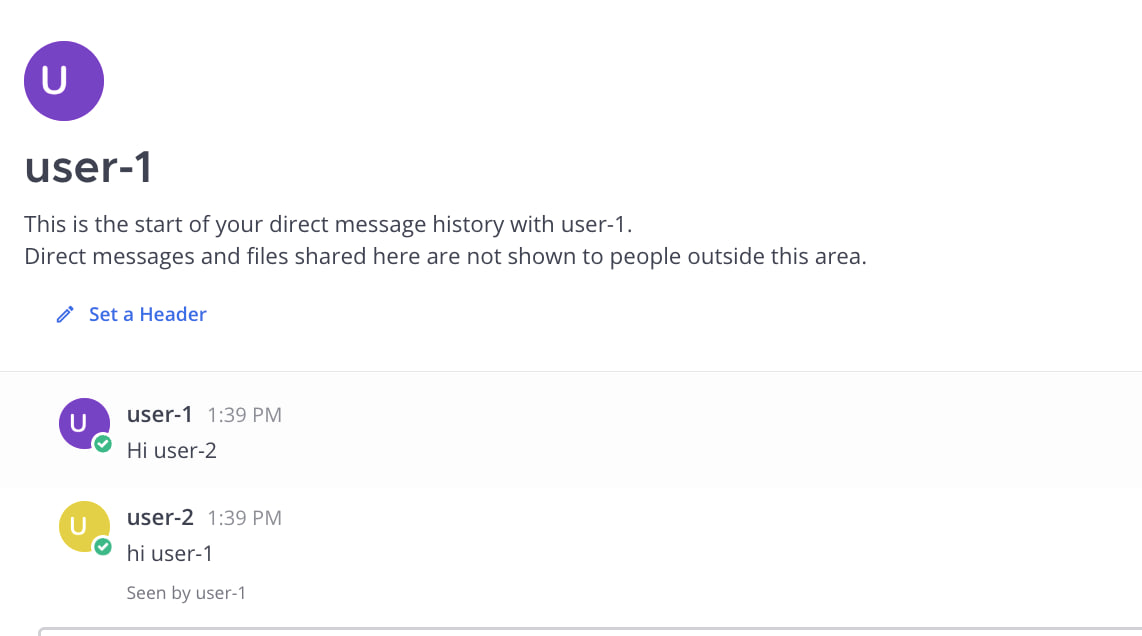 U
user-1
This is the start of your direct message history with user-1.
Direct messages and files shared here are not shown to people outside this area.
Set a Header
U
user-1 1:39 PM
Hi user-2
U
user-2 1:39 PM
hi user-1
Seen by user-1